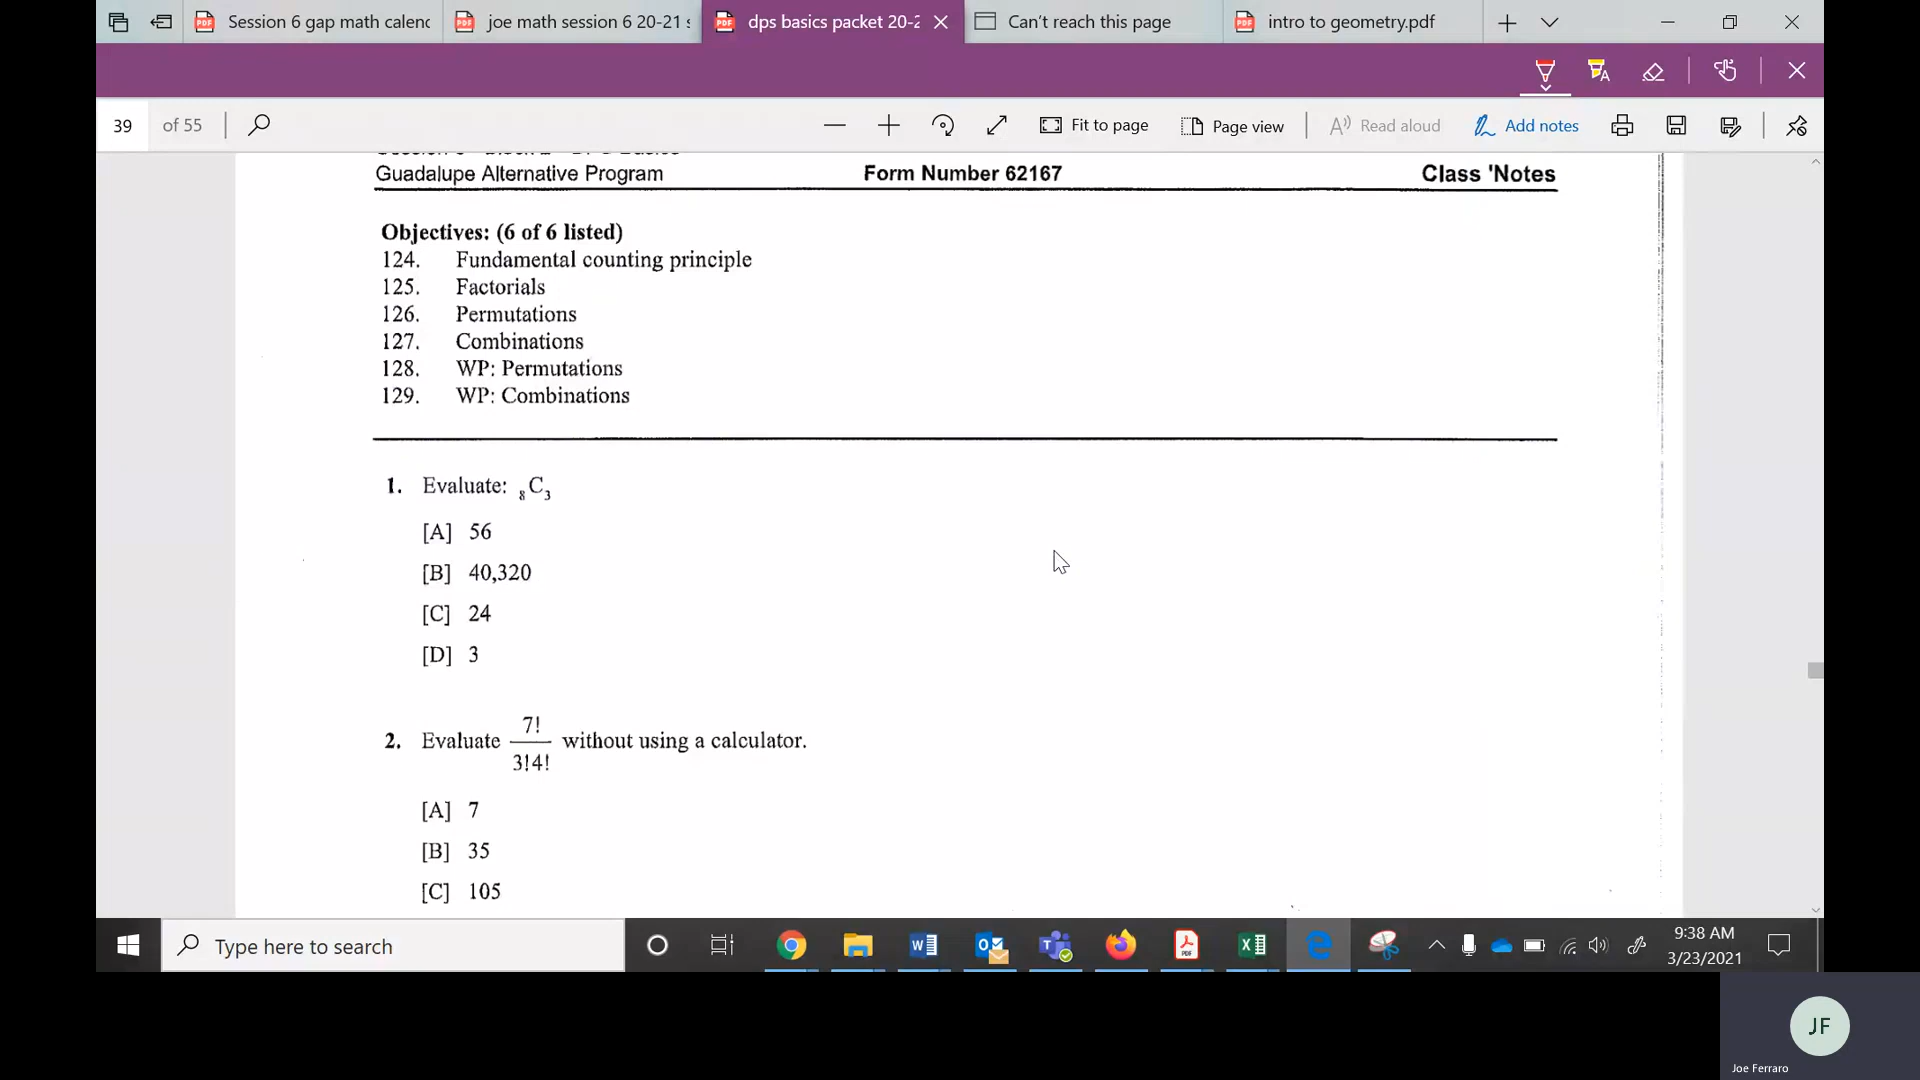 Session 6 gap math calend
joe math session 6 20-21 s
dps basics packet 20-2
Can't reach this page
intro to geometry.pdf
39 of 55
Fit to page
Page view
Read aloud
Add notes
Guadalupe Alternative Program Form Number 62167 Class 'Notes
Objectives: (6 of 6 listed)
124. Fundamental counting principle
125. Factorials
126. Permutations
127. Combinations
128. WP: Permutations
129. WP: Combinations
1. Evaluate: ₈C₃
[A] 56
[B] 40,320
[C] 24
[D] 3
2. Evaluate 7!/3!4! without using a calculator.
[A] 7
[B] 35
[C] 105
Type here to search
9:38 AM
3/23/2021
JF
Joe Ferraro